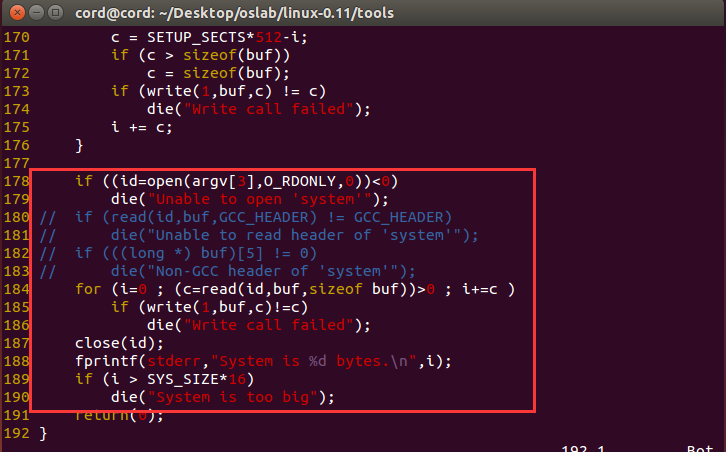 cord@cord: ~/Desktop/oslab/linux-0.11/tools
170         c = SETUP_SECTS*512-i;
171         if (c > sizeof(buf))
172             c = sizeof(buf);
173         if (write(1,buf,c) != c)
174             die("Write call failed");
175         i += c;
176     }
177
178     if ((id=open(argv[3],O_RDONLY,0))<0)
179         die("Unable to open 'system'");
180 //  if (read(id,buf,GCC_HEADER) != GCC_HEADER)
181 //      die("Unable to read header of 'system'");
182 //  if (((long *) buf)[5] != 0)
183 //      die("Non-GCC header of 'system'");
184     for (i=0 ; (c=read(id,buf,sizeof buf))>0 ; i+=c )
185         if (write(1,buf,c)!=c)
186             die("Write call failed");
187     close(id);
188     fprintf(stderr,"System is %d bytes.\n",i);
189     if (i > SYS_SIZE*16)
190         die("System is too big");
191     return(0);
192 }
192,1 Bot